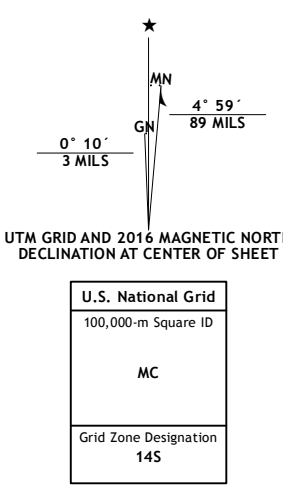 ★
MN
GN
4° 59´
89 MILS
0° 10´
3 MILS
UTM GRID AND 2016 MAGNETIC NORT
DECLINATION AT CENTER OF SHEET
U.S. National Grid
100,000-m Square ID
MC
Grid Zone Designation
14S